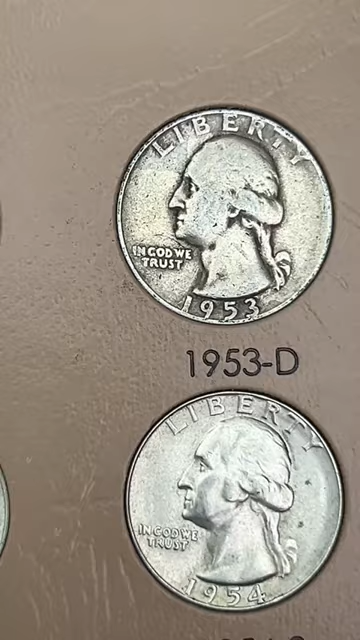 LIBERTY
IN GOD WE
TRUST
1953
1953-D
LIBERTY
IN GOD WE
TRUST
1954